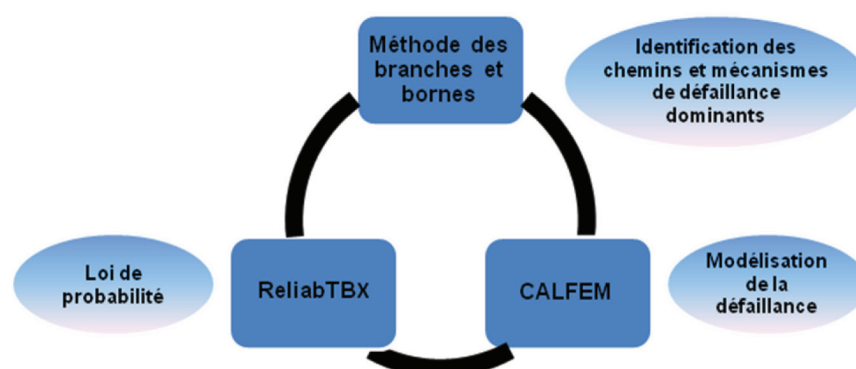 Méthode des
branches et
bornes
Identification des
chemins et mécanismes
de défaillance
dominants
Loi de
probabilité
ReliabTBX
CALFEM
Modélisation
de la
défaillance